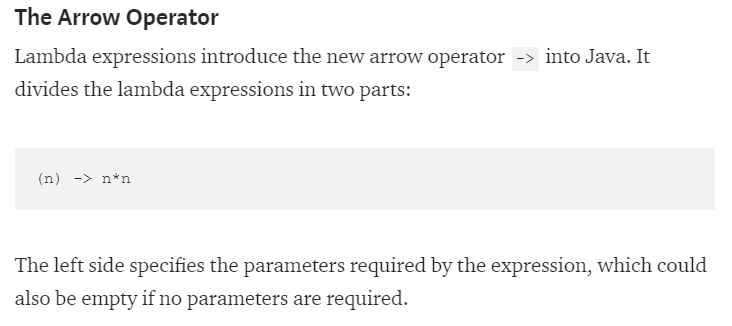 The Arrow Operator
Lambda expressions introduce the new arrow operator -> into Java. It
divides the lambda expressions in two parts:
(n) -> n*n
The left side specifies the parameters required by the expression, which could
also be empty if no parameters are required.